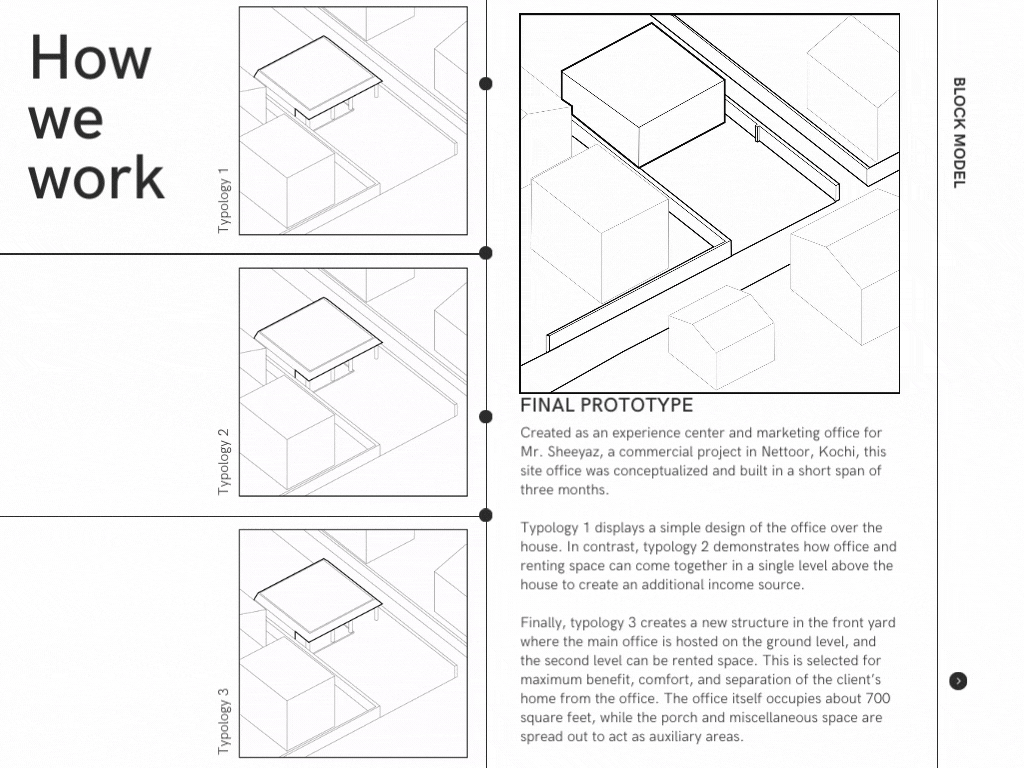 How
we
work
Typology 1
Typology 2
Typology 3
FINAL PROTOTYPE
Created as an experience center and marketing office for
Mr. Sheeyaz, a commercial project in Nettoor, Kochi, this
site office was conceptualized and built in a short span of
three months.
Typology 1 displays a simple design of the office over the
house. In contrast, typology 2 demonstrates how office and
renting space can come together in a single level above the
house to create an additional income source.
Finally, typology 3 creates a new structure in the front yard
where the main office is hosted on the ground level, and
the second level can be rented space. This is selected for
maximum benefit, comfort, and separation of the client’s
home from the office. The office itself occupies about 700
square feet, while the porch and miscellaneous space are
spread out to act as auxiliary areas.
BLOCK MODEL